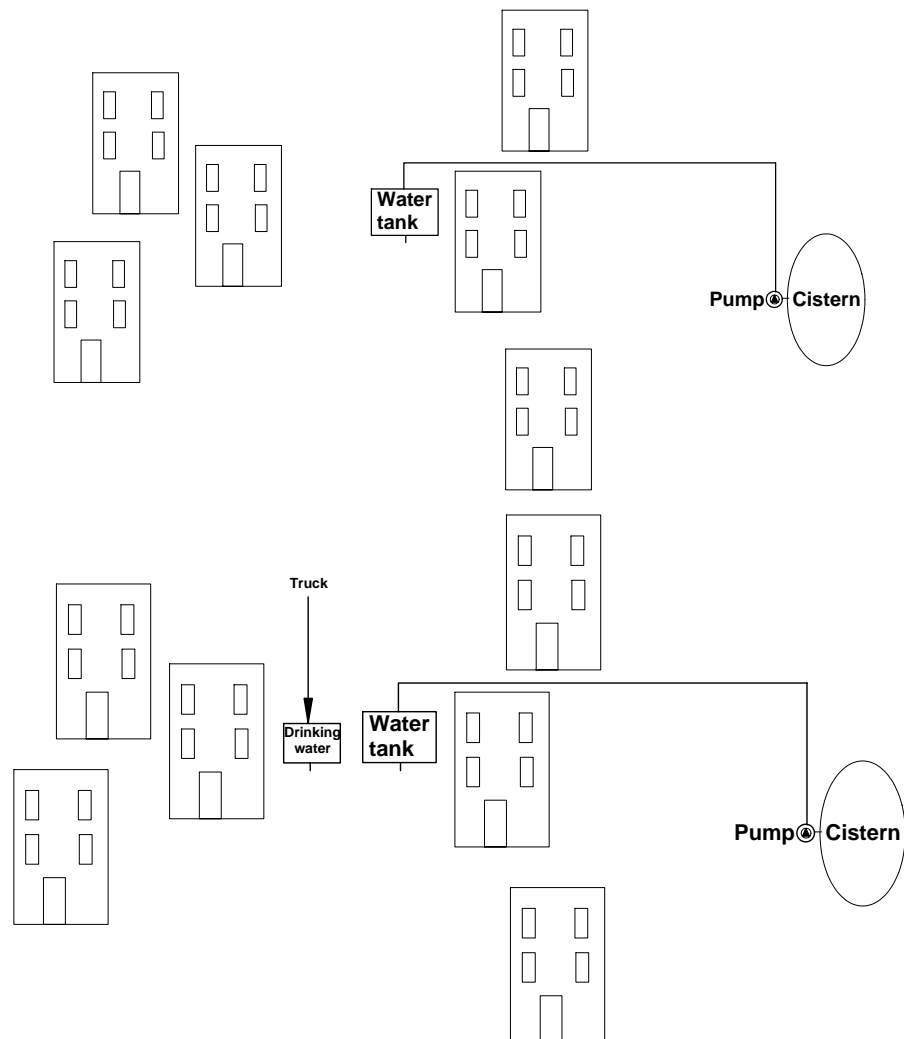 Water
tank
Pump Cistern
Truck
Drinking
water
Water
tank
Pump Cistern